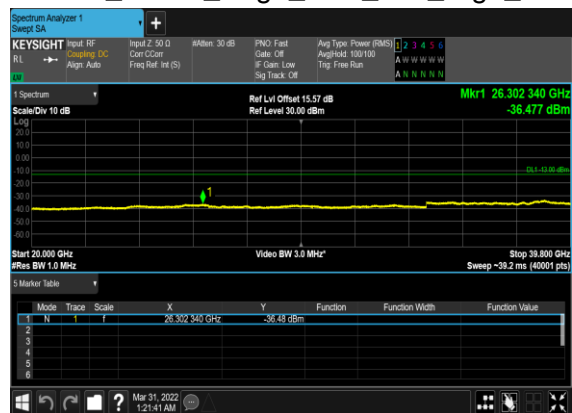 Spectrum Analyzer 1
Swept SA
KEYSIGHT Input: RF Input Z: 50 Ω #Atten: 30 dB PNO: Fast Avg Type: Power (RMS) 1 2 3 4 5 6
RL Coupling: DC Corr CCorr Gate: Off Avg|Hold: 100/100 A W W W W W
Align: Auto Freq Ref: Int (S) IF Gain: Low Trig: Free Run
Sig Track: Off A N N N N N
1 Spectrum Ref Lvl Offset 15.57 dB Mkr1 26.302 340 GHz
Scale/Div 10 dB Ref Level 30.00 dBm -36.477 dBm
Log
20.0
10.0
0.00
-10.0 DL1 -13.00 dBm
-20.0
-30.0 1
-40.0
-50.0
-60.0
Start 20.000 GHz Video BW 3.0 MHz* Stop 39.800 GHz
#Res BW 1.0 MHz Sweep ~39.2 ms (40001 pts)
5 Marker Table
Mode Trace Scale X Y Function Function Width Function Value
1 N 1 f 26.302 340 GHz -36.48 dBm
2
3
4
5
6
? Mar 31, 2022
1:21:41 AM